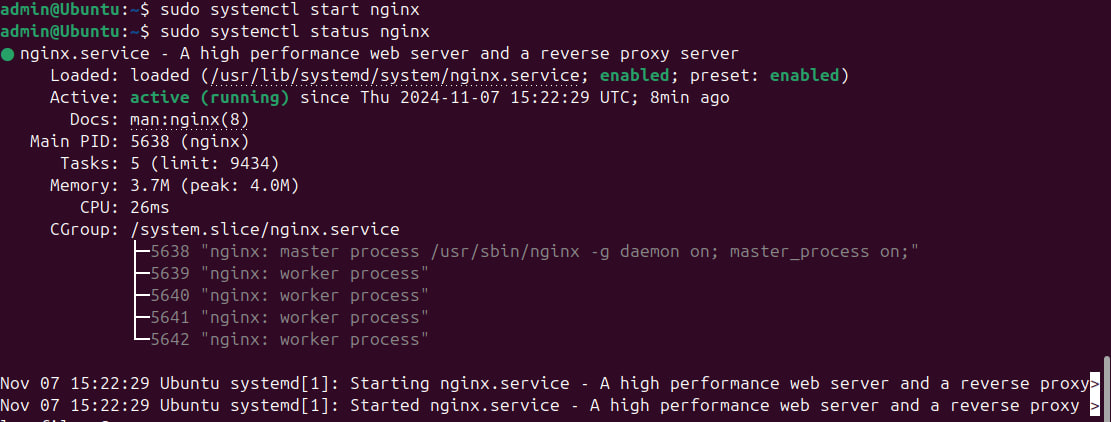 admin@Ubuntu:~$ sudo systemctl start nginx
admin@Ubuntu:~$ sudo systemctl status nginx
● nginx.service - A high performance web server and a reverse proxy server
Loaded: loaded (/usr/lib/systemd/system/nginx.service; enabled; preset: enabled)
Active: active (running) since Thu 2024-11-07 15:22:29 UTC; 8min ago
Docs: man:nginx(8)
Main PID: 5638 (nginx)
Tasks: 5 (limit: 9434)
Memory: 3.7M (peak: 4.0M)
CPU: 26ms
CGroup: /system.slice/nginx.service
├─5638 "nginx: master process /usr/sbin/nginx -g daemon on; master_process on;"
├─5639 "nginx: worker process"
├─5640 "nginx: worker process"
├─5641 "nginx: worker process"
└─5642 "nginx: worker process"
Nov 07 15:22:29 Ubuntu systemd[1]: Starting nginx.service - A high performance web server and a reverse proxy>
Nov 07 15:22:29 Ubuntu systemd[1]: Started nginx.service - A high performance web server and a reverse proxy >